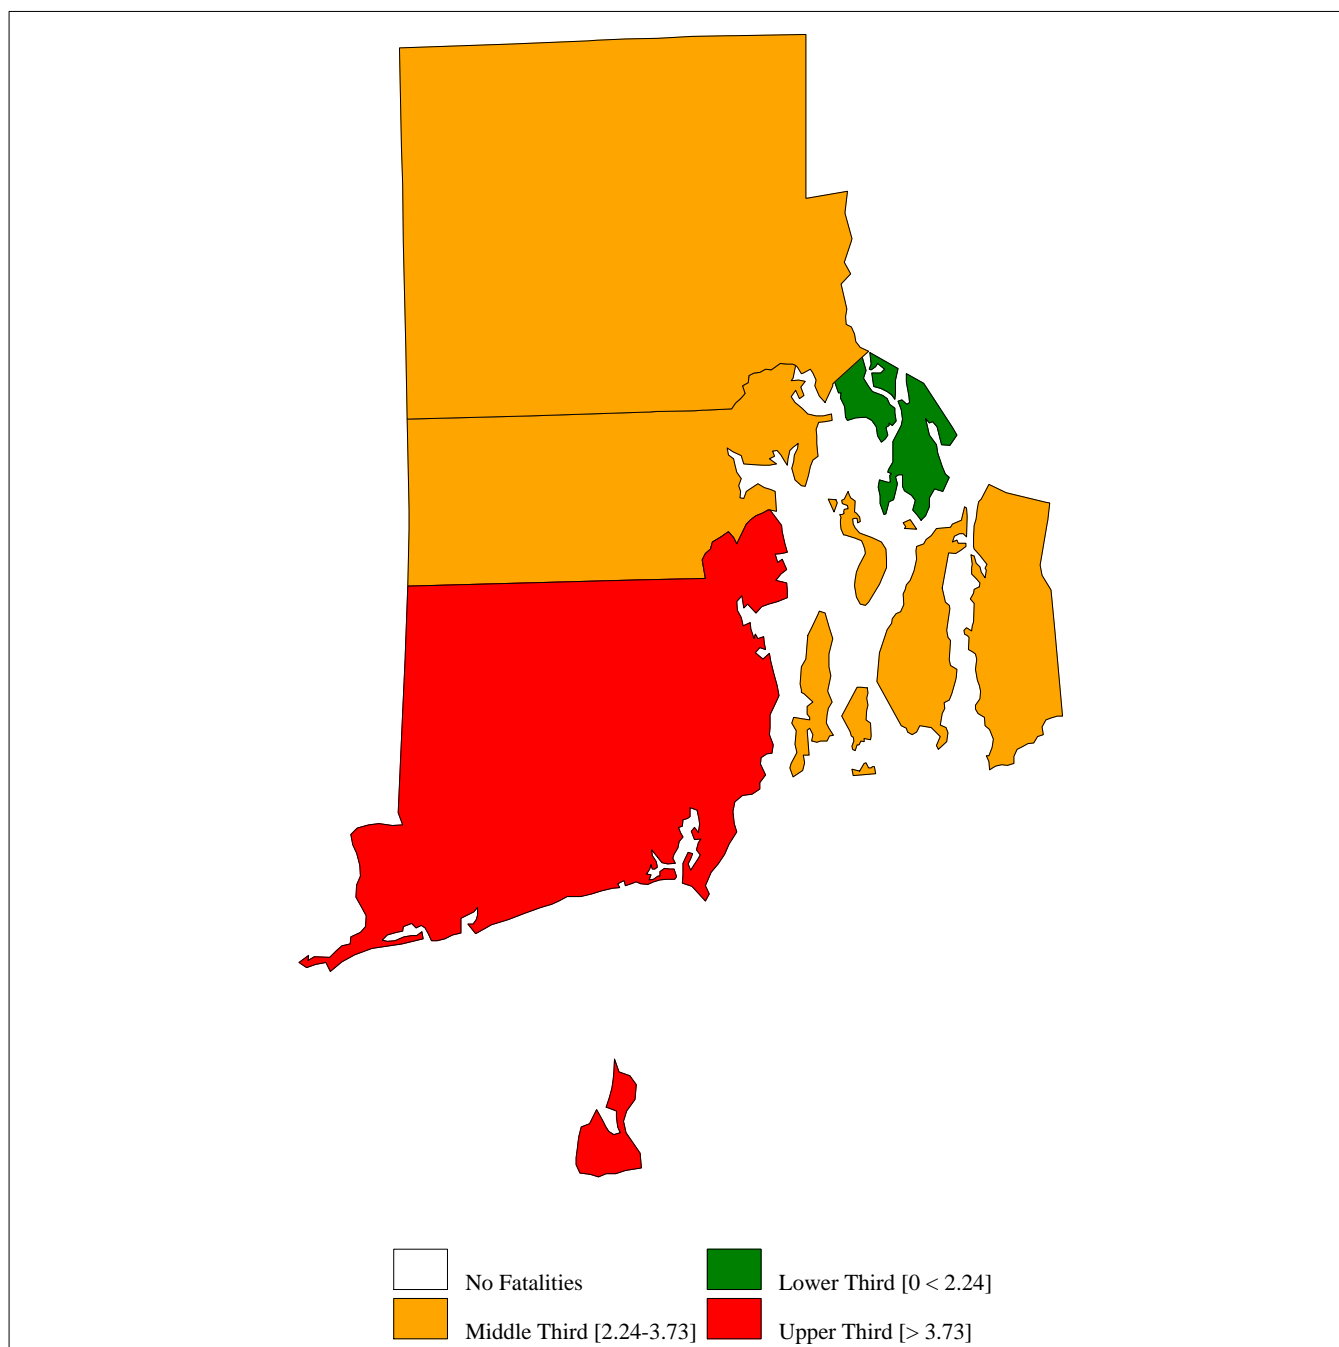 No Fatalities
Lower Third [0 < 2.24]
Middle Third [2.24-3.73]
Upper Third [> 3.73]